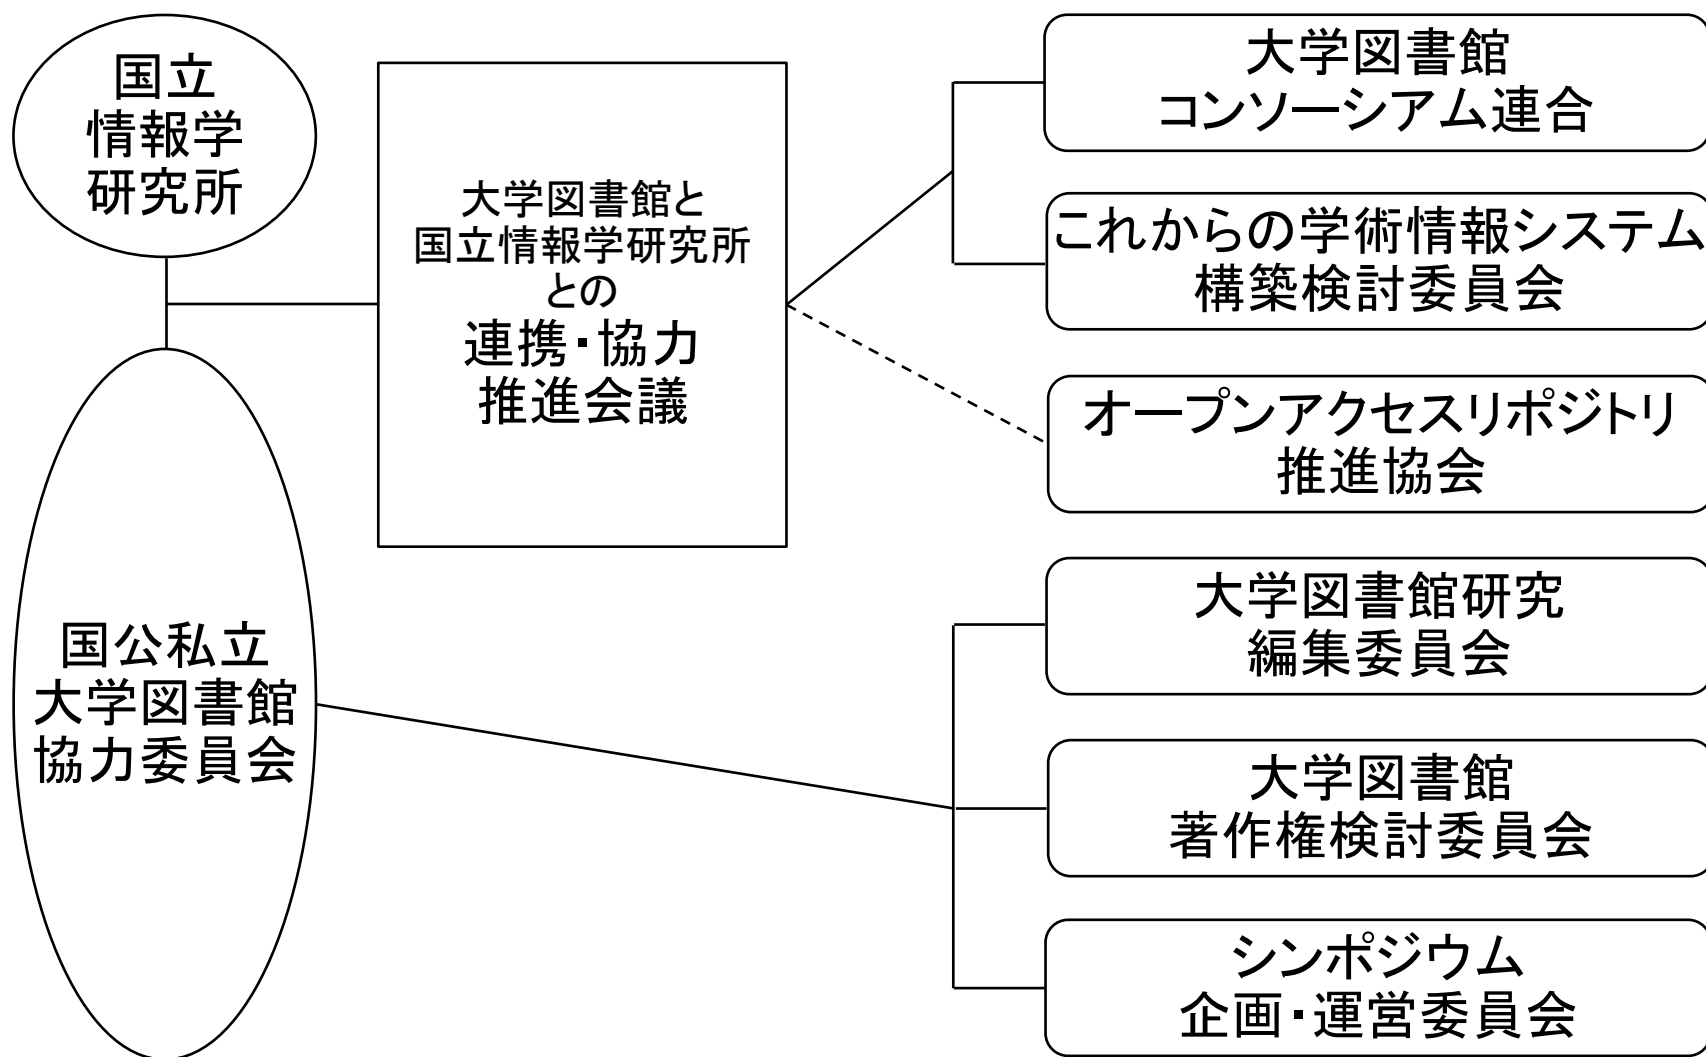 国立
情報学
研究所
大学図書館と
国立情報学研究所
との
連携・協力
推進会議
大学図書館
コンソーシアム連合
これからの学術情報システム
構築検討委員会
オープンアクセスリポジトリ
推進協会
国公私立
大学図書館
協力委員会
大学図書館研究
編集委員会
大学図書館
著作権検討委員会
シンポジウム
企画・運営委員会